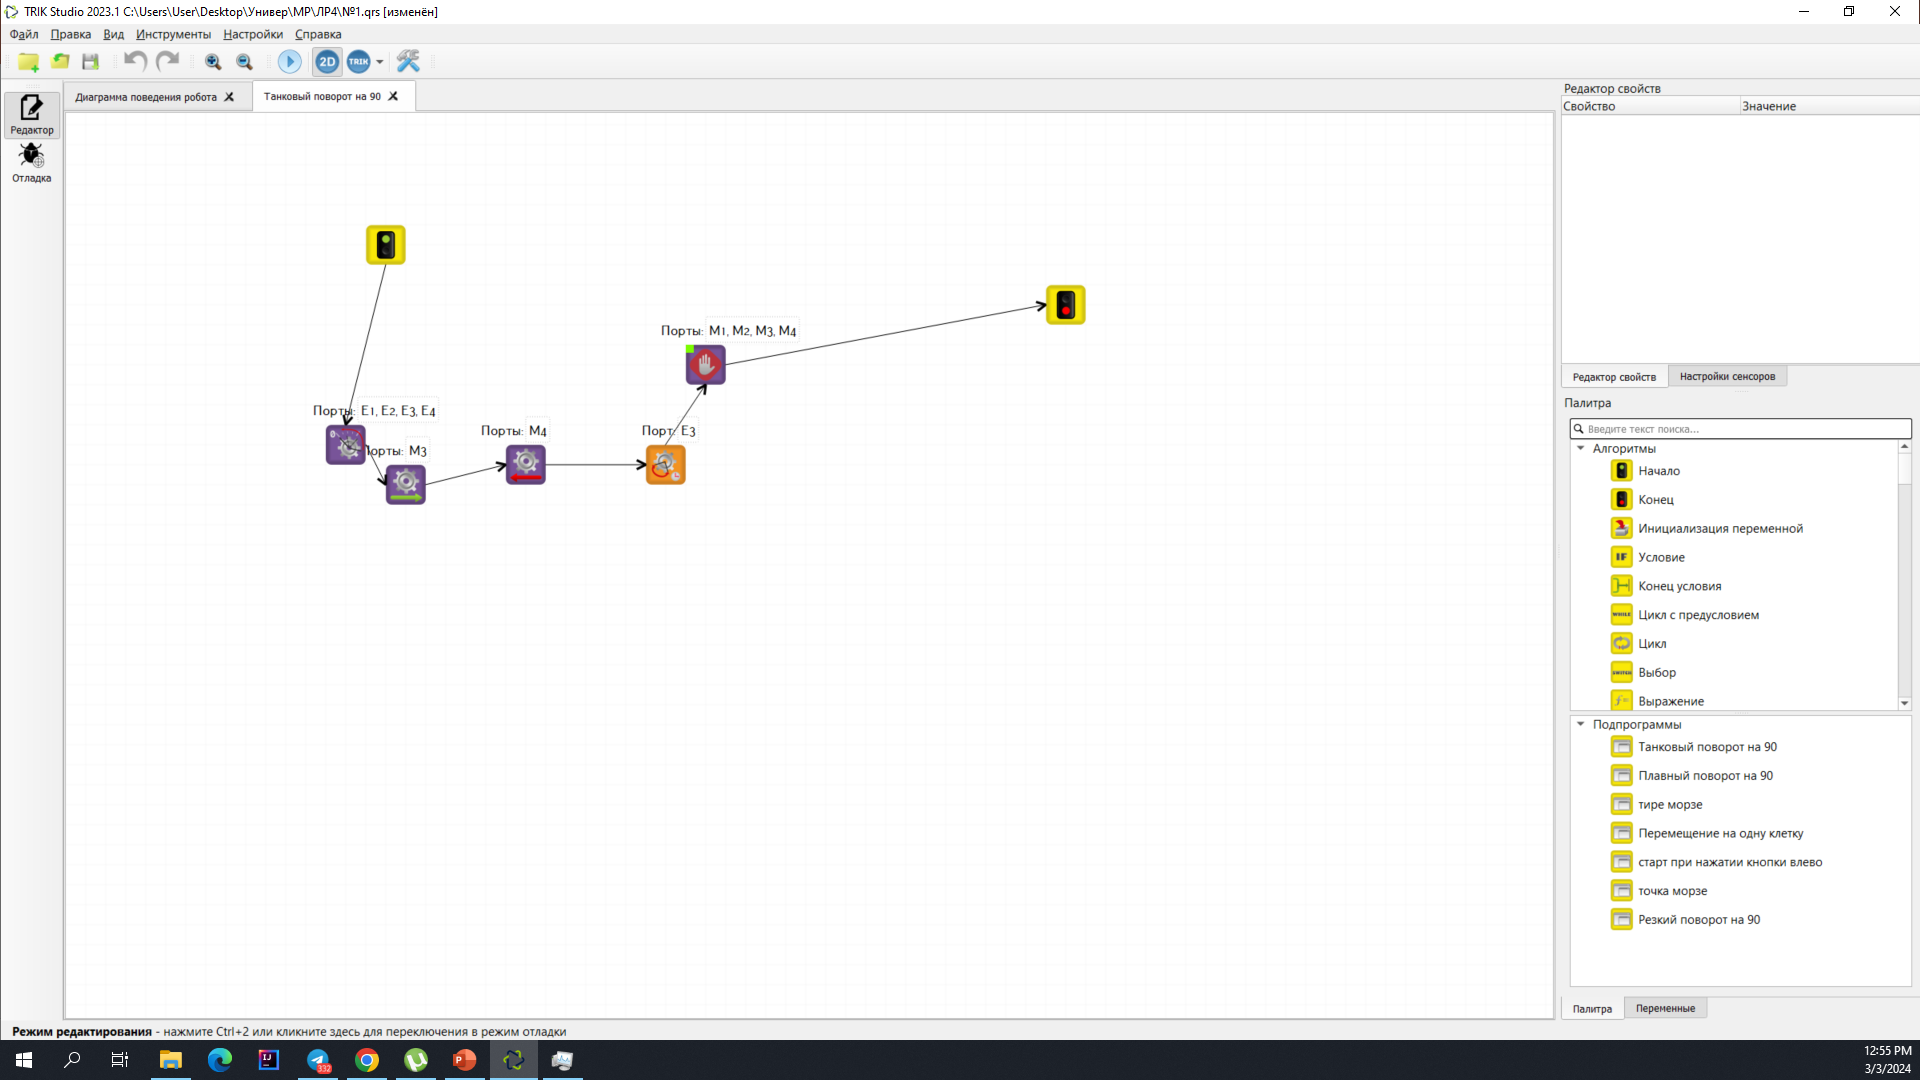 TRIK Studio 2023.1 C:\Users\User\Desktop\Универ\МР\ЛР4\№1.qrs [изменён]
Файл Правка Вид Инструменты Настройки Справка
2D TRIK
Диаграмма поведения робота
Танковый поворот на 90
Редактор
Отладка
Порты: M1, M2, M3, M4
Порты: E1, E2, E3, E4
Порты: M3
Порты: M4
Порт: E3
Редактор свойств
Свойство Значение
Редактор свойств Настройки сенсоров
Палитра
Введите текст поиска...
Алгоритмы
Начало
Конец
Инициализация переменной
IF Условие
Конец условия
WHILE Цикл с предусловием
Цикл
SWITCH Выбор
f= Выражение
Подпрограммы
Танковый поворот на 90
Плавный поворот на 90
тире морзе
Перемещение на одну клетку
старт при нажатии кнопки влево
точка морзе
Резкий поворот на 90
Палитра Переменные
Режим редактирования - нажмите Ctrl+2 или кликните здесь для переключения в режим отладки
332
12:55 PM
3/3/2024